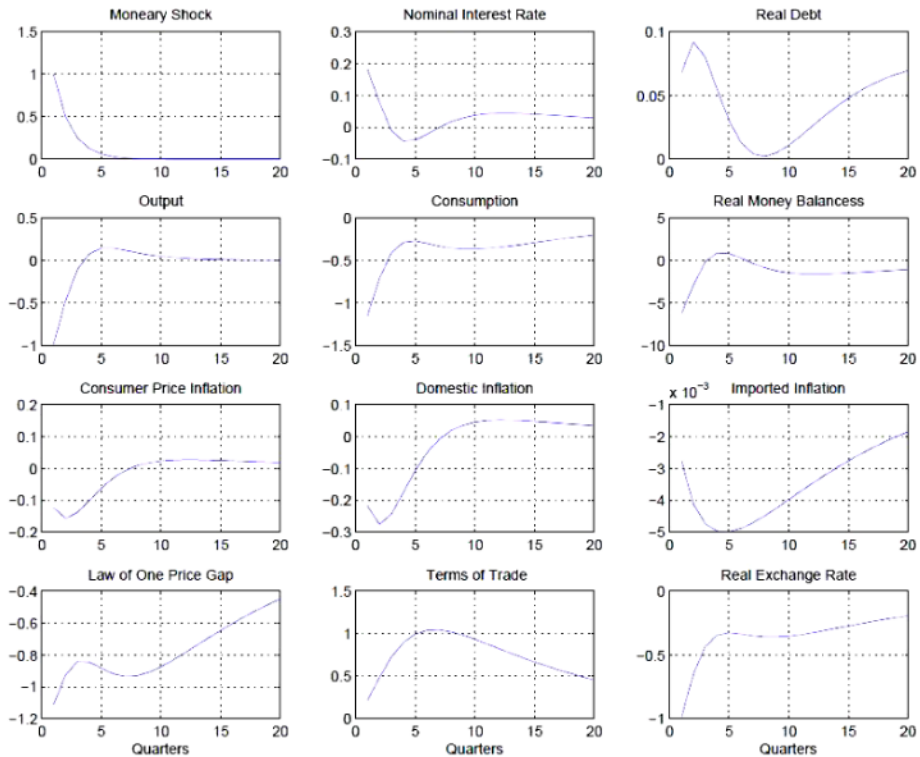 Moneary Shock
1.5
1
0.5
0
0 5 10 15 20
Nominal Interest Rate
0.3
0.2
0.1
0
−0.1
0 5 10 15 20
Real Debt
0.1
0.05
0
0 5 10 15 20
Output
0.5
0
−0.5
−1
0 5 10 15 20
Consumption
0
−0.5
−1
−1.5
0 5 10 15 20
Real Money Balancess
5
0
−5
−10
0 5 10 15 20
Consumer Price Inflation
0.2
0.1
0
−0.1
−0.2
0 5 10 15 20
Domestic Inflation
0.1
0
−0.1
−0.2
−0.3
0 5 10 15 20
x 10⁻³ Imported Inflation
−1
−2
−3
−4
−5
0 5 10 15 20
Law of One Price Gap
−0.4
−0.6
−0.8
−1
−1.2
0 5 10 15 20
Quarters
Terms of Trade
1.5
1
0.5
0
0 5 10 15 20
Quarters
Real Exchange Rate
0
−0.5
−1
0 5 10 15 20
Quarters